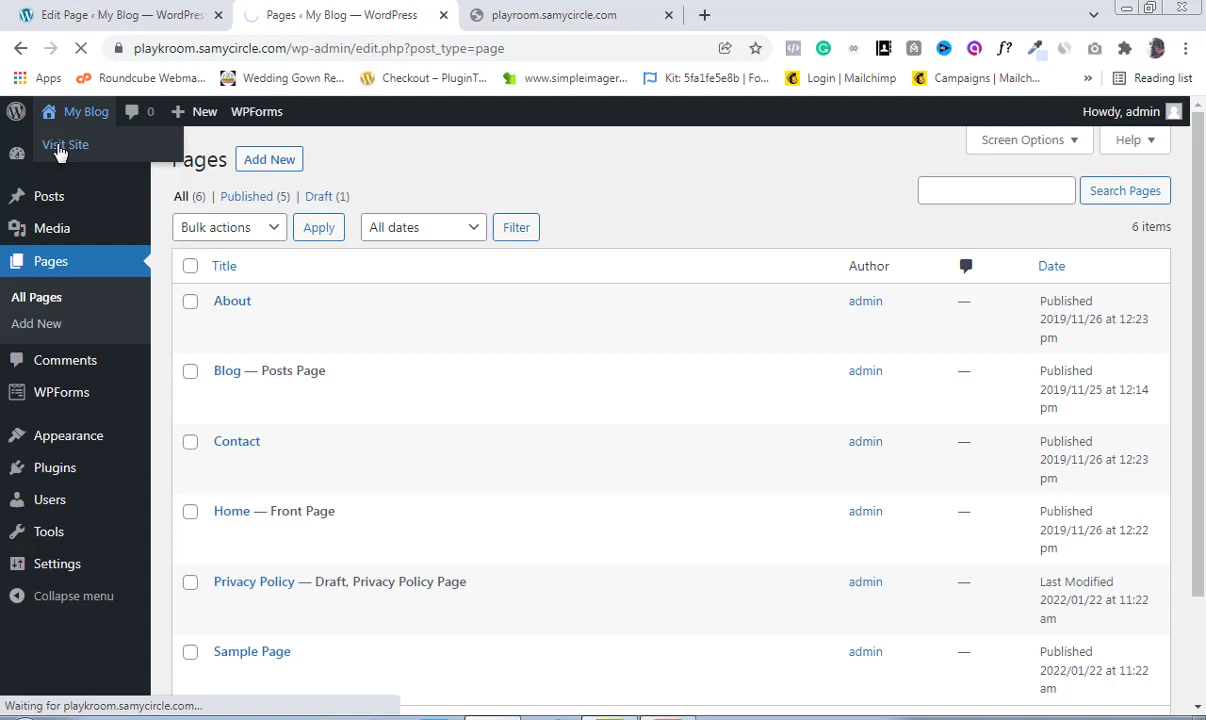 Edit Page ‹ My Blog — WordPres
Pages ‹ My Blog — WordPress
playroom.samycircle.com
playkroom.samycircle.com/wp-admin/edit.php?post_type=page
Apps
Roundcube Webma...
Wedding Gown Re...
Checkout – PluginT...
www.simpleimager...
Kit: 5fa1fe5e8b | Fo...
Login | Mailchimp
Campaigns | Mailch...
»
Reading list
My Blog
0
New
WPForms
Howdy, admin
Visit Site
Pages
Add New
Screen Options
Help
Posts
Media
Pages
All Pages
Add New
Comments
WPForms
Appearance
Plugins
Users
Tools
Settings
Collapse menu
All (6) | Published (5) | Draft (1)
Search Pages
Bulk actions
Apply
All dates
Filter
6 items
Title
Author
Date
About
admin
—
Published
2019/11/26 at 12:23
pm
Blog — Posts Page
admin
—
Published
2019/11/25 at 12:14
pm
Contact
admin
—
Published
2019/11/26 at 12:23
pm
Home — Front Page
admin
—
Published
2019/11/26 at 12:22
pm
Privacy Policy — Draft, Privacy Policy Page
admin
—
Last Modified
2022/01/22 at 11:22
am
Sample Page
admin
—
Published
2022/01/22 at 11:22
am
Waiting for playkroom.samycircle.com...